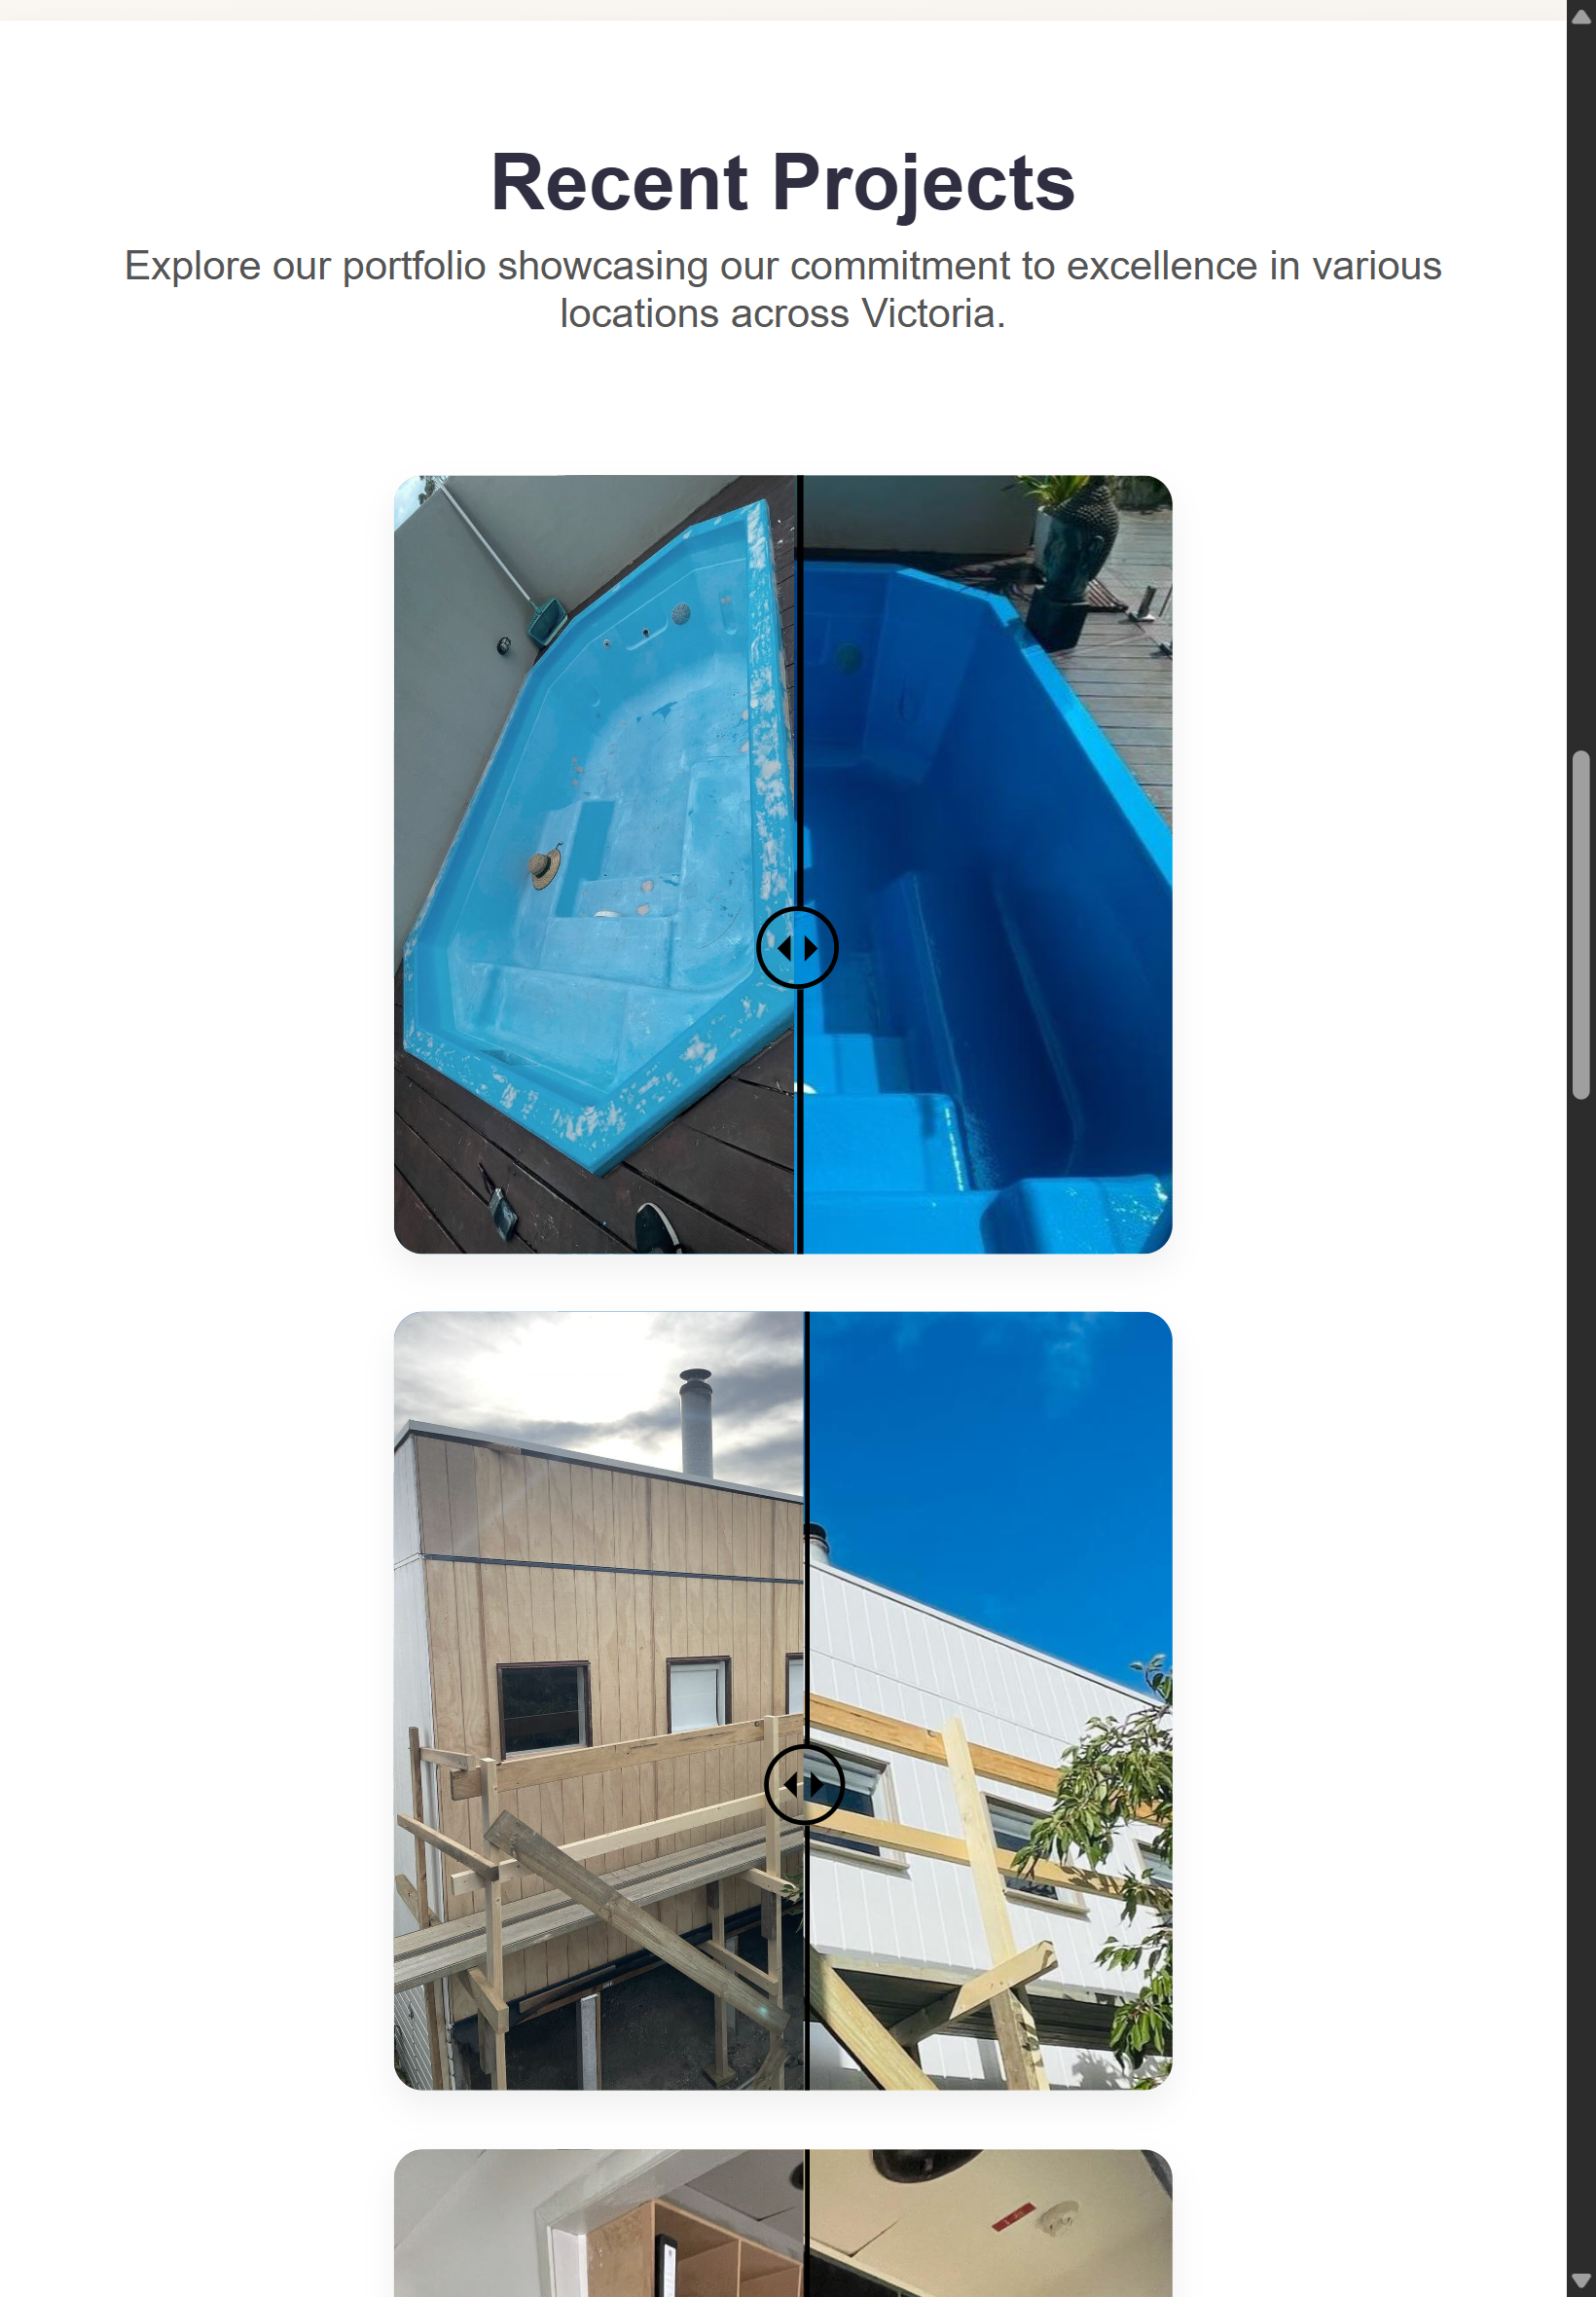 Recent Projects
Explore our portfolio showcasing our commitment to excellence in various
locations across Victoria.